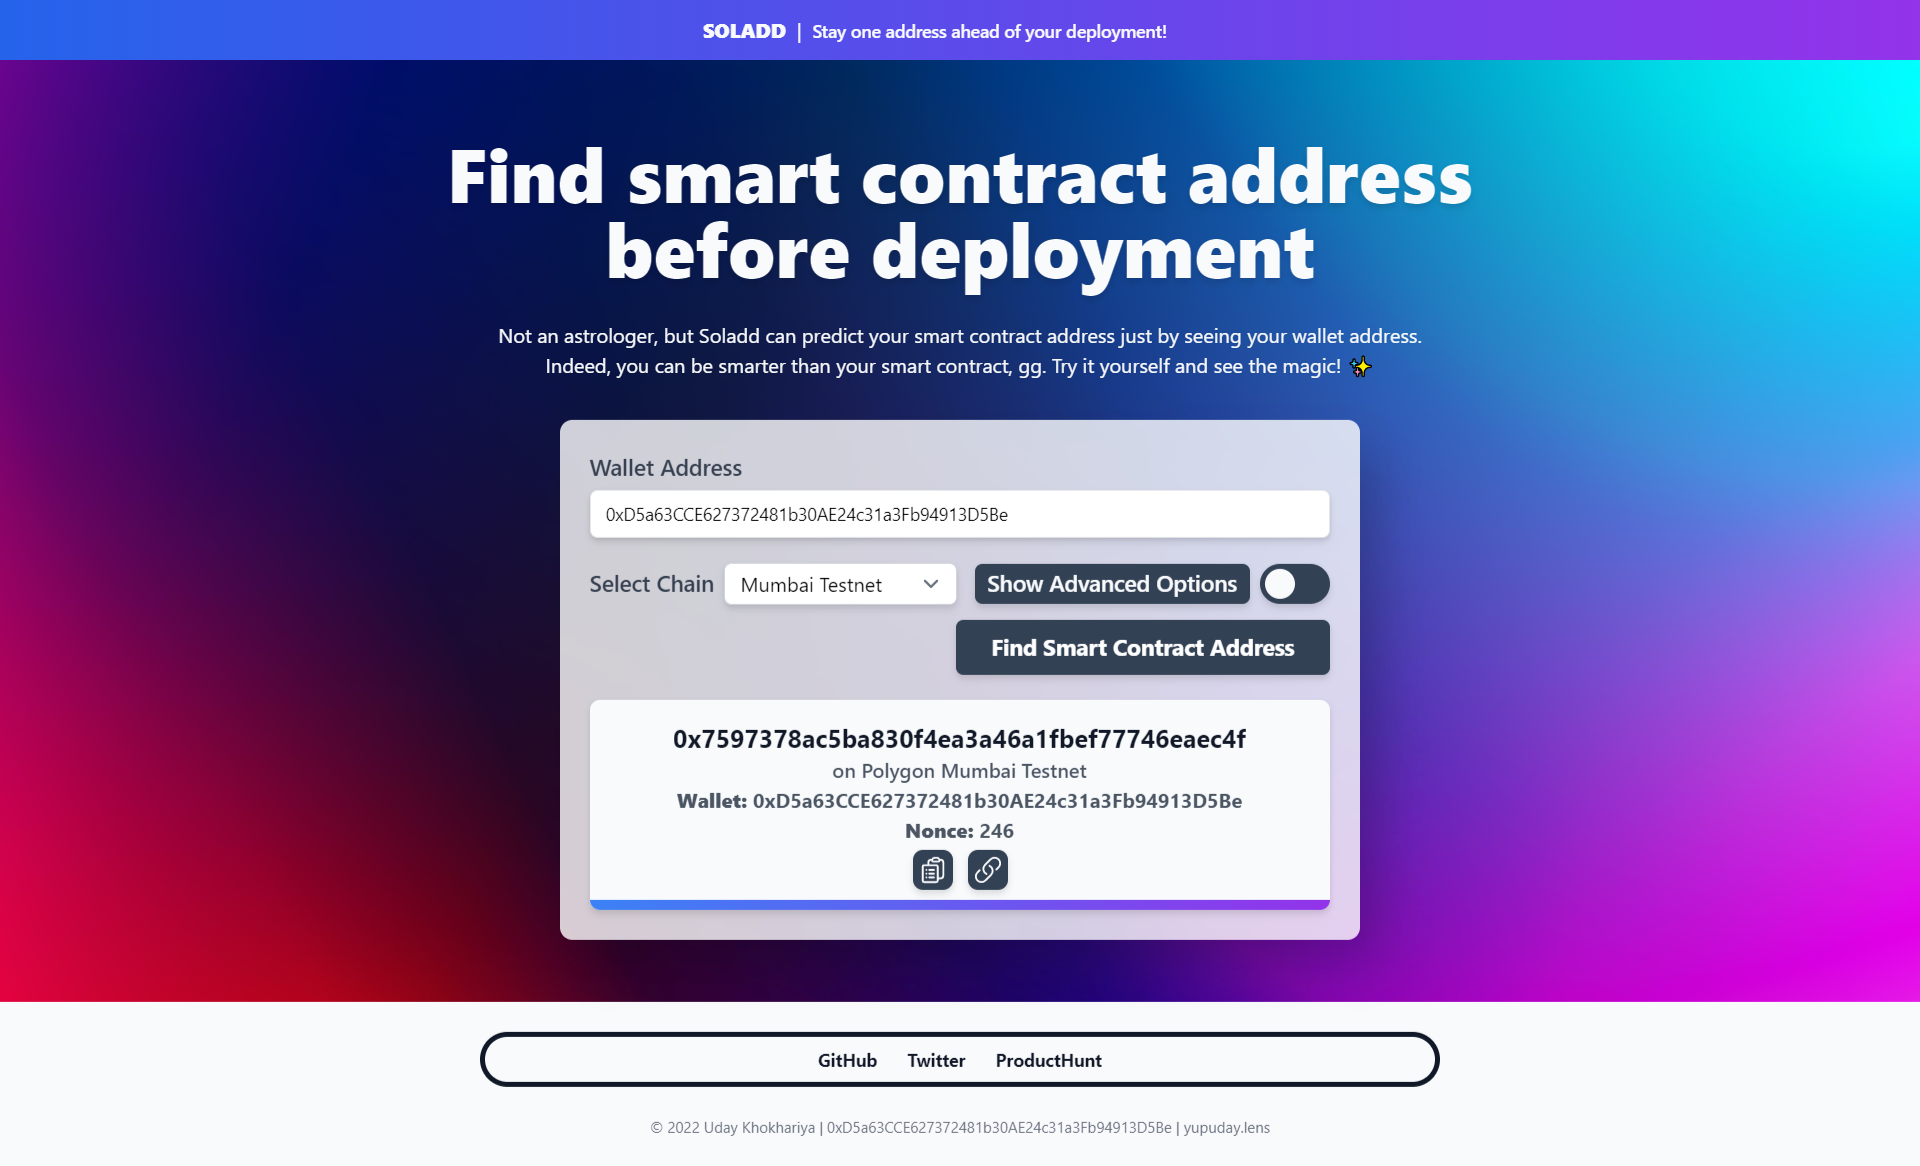 SOLADD | Stay one address ahead of your deployment!
Find smart contract address
before deployment
Not an astrologer, but Soladd can predict your smart contract address just by seeing your wallet address.
Indeed, you can be smarter than your smart contract, gg. Try it yourself and see the magic! ✨
Wallet Address
0xD5a63CCE627372481b30AE24c31a3Fb94913D5Be
Select Chain Mumbai Testnet Show Advanced Options
Find Smart Contract Address
0x7597378ac5ba830f4ea3a46a1fbef77746eaec4f
on Polygon Mumbai Testnet
Wallet: 0xD5a63CCE627372481b30AE24c31a3Fb94913D5Be
Nonce: 246
GitHub Twitter ProductHunt
© 2022 Uday Khokhariya | 0xD5a63CCE627372481b30AE24c31a3Fb94913D5Be | yupuday.lens